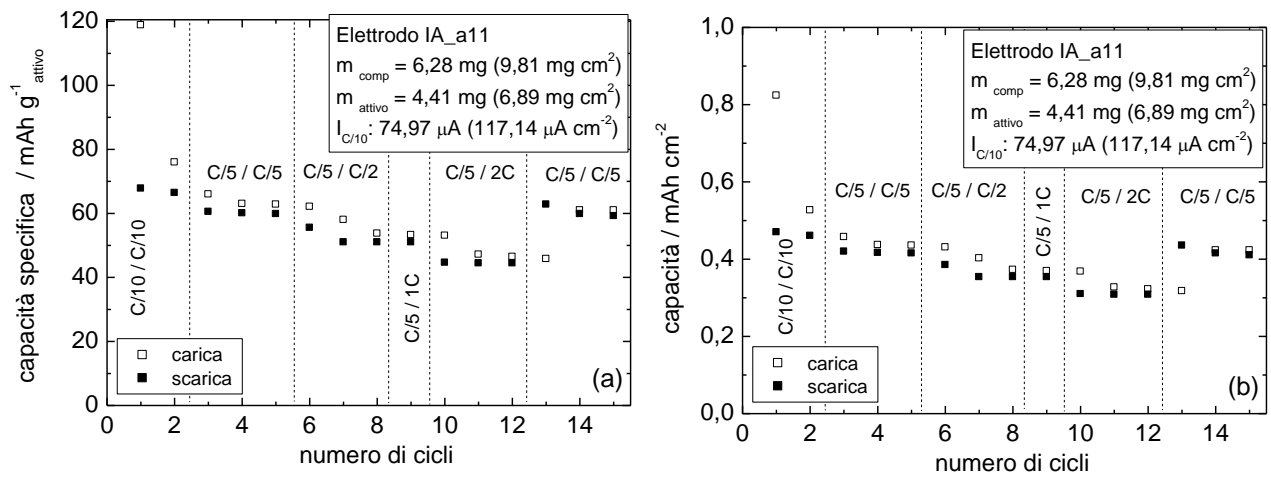 120
100
80
60
40
20
0
capacità specifica / mAh g⁻¹ attivo
Elettrodo IA_a11
m comp = 6,28 mg (9,81 mg cm²)
m attivo = 4,41 mg (6,89 mg cm²)
I C/10: 74,97 μA (117,14 μA cm⁻²)
C/10 / C/10
C/5 / C/5
C/5 / C/2
C/5 / 1C
C/5 / 2C
C/5 / C/5
carica
scarica
(a)
0 2 4 6 8 10 12 14
numero di cicli
1,0
0,8
0,6
0,4
0,2
0,0
capacità / mAh cm⁻²
Elettrodo IA_a11
m comp = 6,28 mg (9,81 mg cm²)
m attivo = 4,41 mg (6,89 mg cm²)
I C/10: 74,97 μA (117,14 μA cm⁻²)
C/10 / C/10
C/5 / C/5
C/5 / C/2
C/5 / 1C
C/5 / 2C
C/5 / C/5
carica
scarica
(b)
0 2 4 6 8 10 12 14
numero di cicli